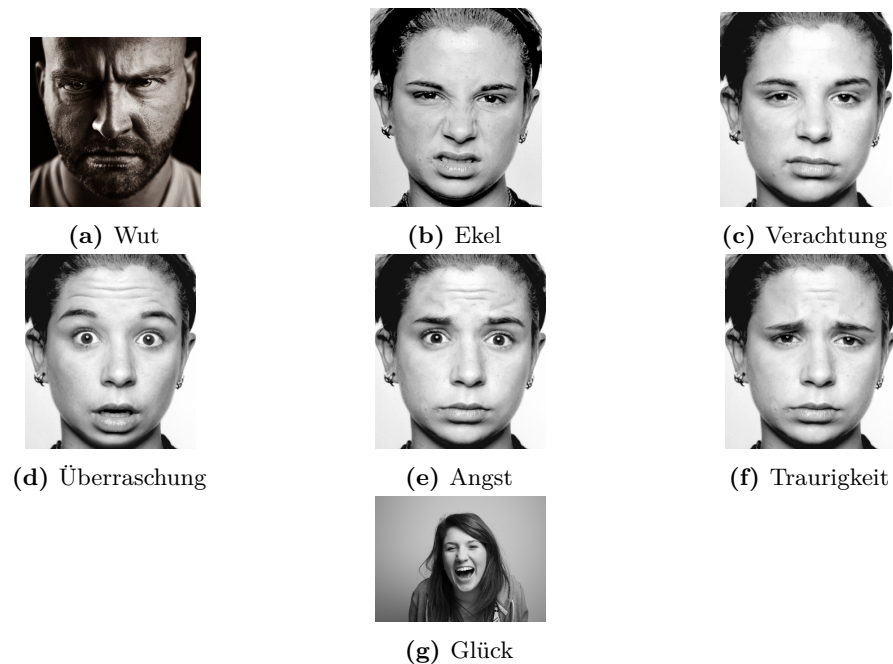 (a) Wut
(b) Ekel
(c) Verachtung
(d) Überraschung
(e) Angst
(f) Traurigkeit
(g) Glück